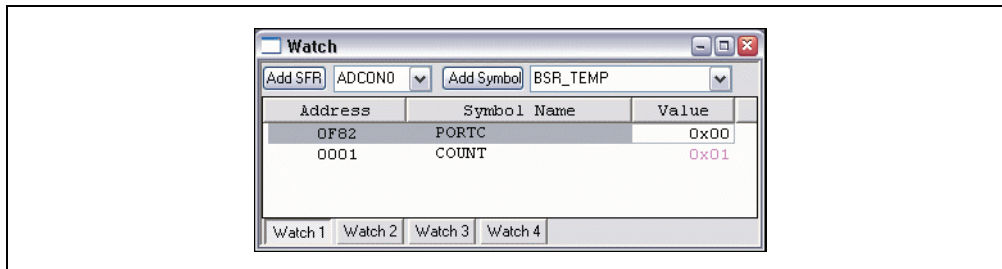 Watch
Add SFR ADCON0 Add Symbol BSR_TEMP
Address Symbol Name Value
0F82 PORTC 0x00
0001 COUNT 0x01
Watch 1 Watch 2 Watch 3 Watch 4